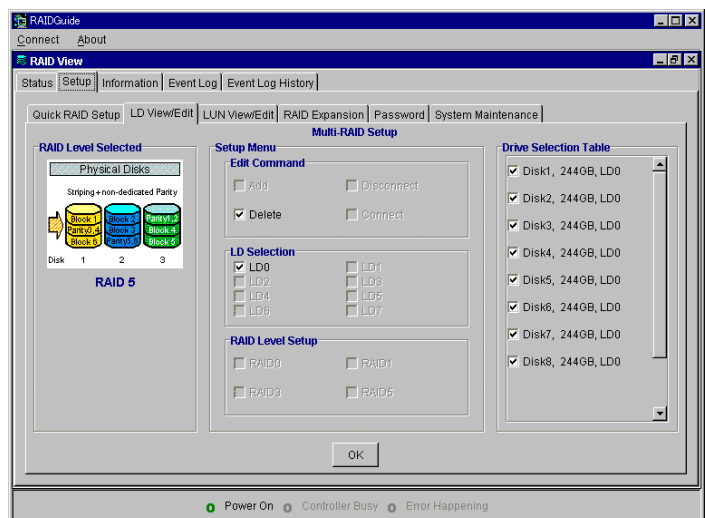 RAIDGuide
Connect About
RAID View
Status Setup Information Event Log Event Log History
Quick RAID Setup LD View/Edit LUN View/Edit RAID Expansion Password System Maintenance
Multi-RAID Setup
RAID Level Selected
Physical Disks
Striping+non-dedicated Parity
Block 1 Block 2 Parity1,2
Parity3,4 Block 3 Block 4
Block 6 Parity5,6 Block 5
Disk 1 2 3
RAID 5
Setup Menu
Edit Command
Add Disconnect
Delete Connect
LD Selection
LD0 LD1
LD2 LD3
LD4 LD5
LD6 LD7
RAID Level Setup
RAID0 RAID1
RAID3 RAID5
Drive Selection Table
Disk1, 244GB, LD0
Disk2, 244GB, LD0
Disk3, 244GB, LD0
Disk4, 244GB, LD0
Disk5, 244GB, LD0
Disk6, 244GB, LD0
Disk7, 244GB, LD0
Disk8, 244GB, LD0
OK
Power On Controller Busy Error Happening